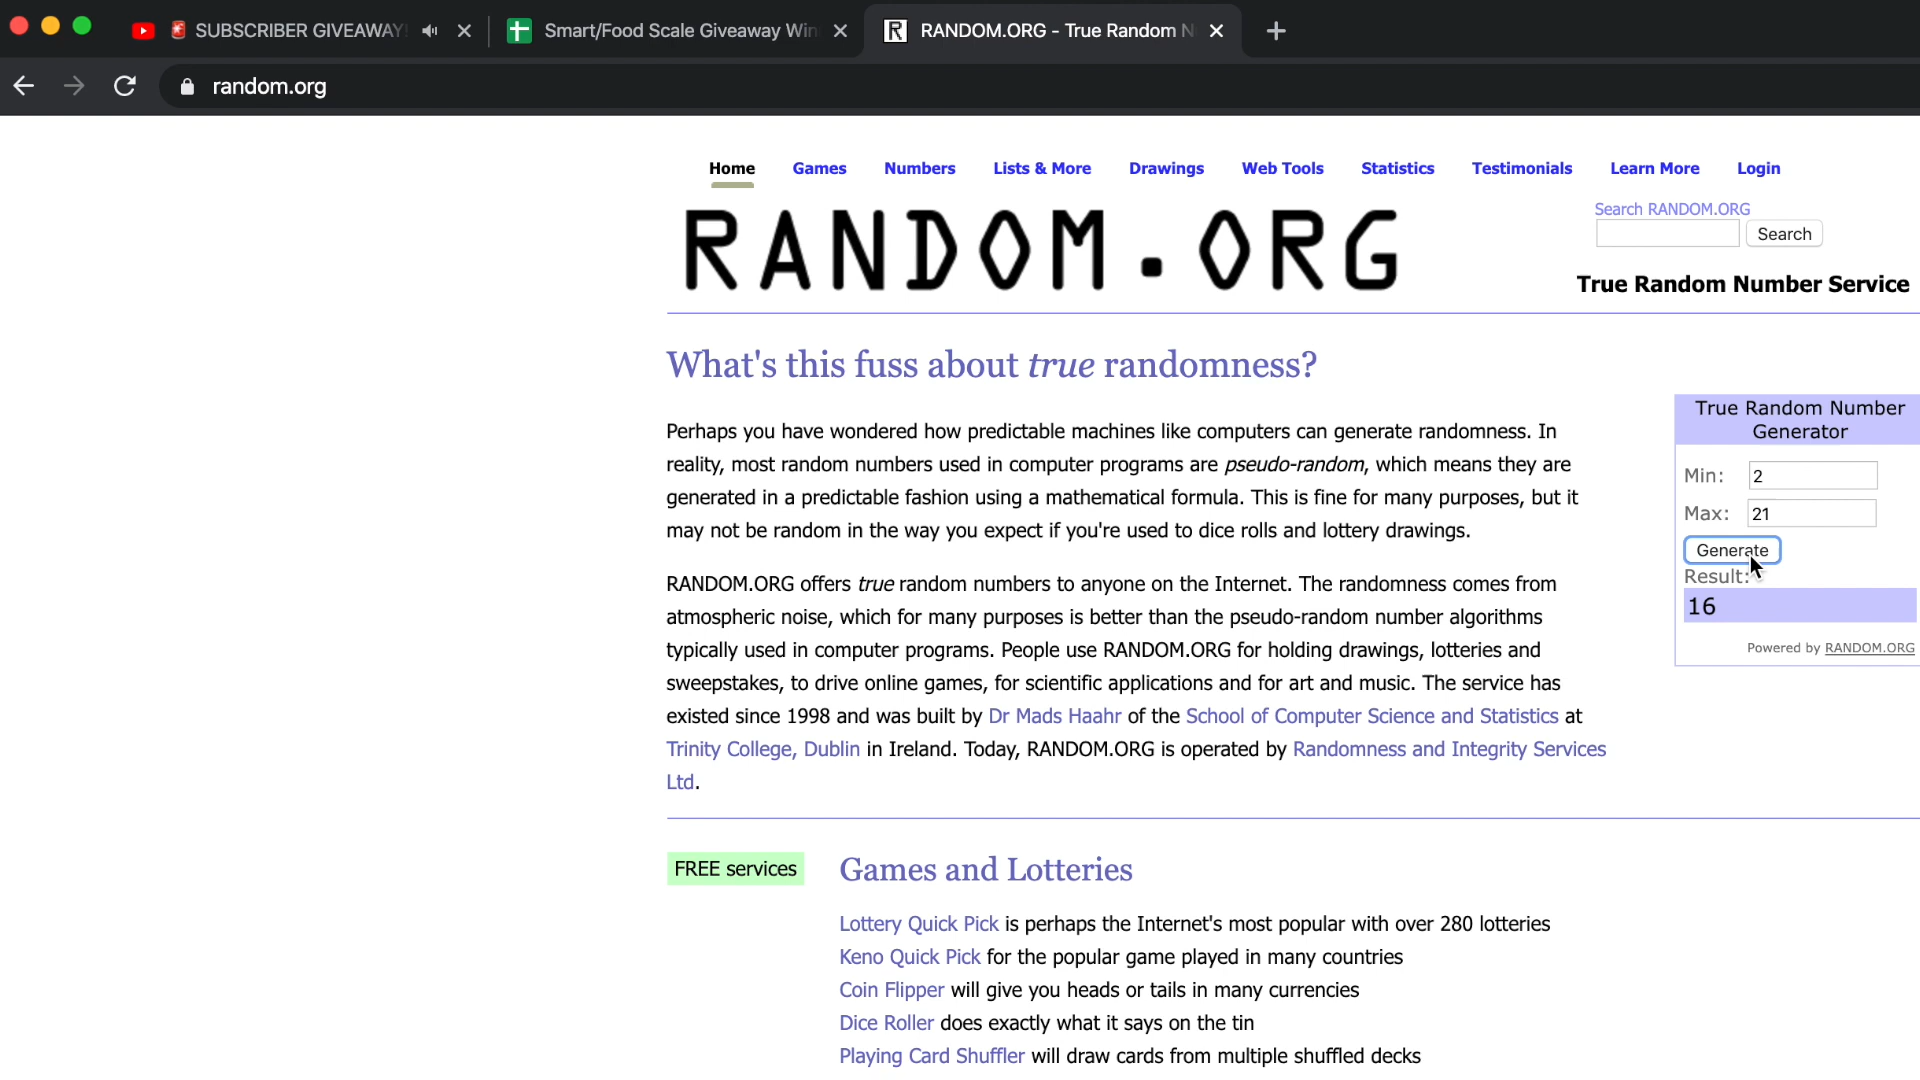 SUBSCRIBER GIVEAWAY!
Smart/Food Scale Giveaway Win
RANDOM.ORG - True Random N
random.org
Home Games Numbers Lists & More Drawings Web Tools Statistics Testimonials Learn More Login
RANDOM.ORG
Search RANDOM.ORG
Search
True Random Number Service
What's this fuss about true randomness?
Perhaps you have wondered how predictable machines like computers can generate randomness. In
reality, most random numbers used in computer programs are pseudo-random, which means they are
generated in a predictable fashion using a mathematical formula. This is fine for many purposes, but it
may not be random in the way you expect if you're used to dice rolls and lottery drawings.
RANDOM.ORG offers true random numbers to anyone on the Internet. The randomness comes from
atmospheric noise, which for many purposes is better than the pseudo-random number algorithms
typically used in computer programs. People use RANDOM.ORG for holding drawings, lotteries and
sweepstakes, to drive online games, for scientific applications and for art and music. The service has
existed since 1998 and was built by Dr Mads Haahr of the School of Computer Science and Statistics at
Trinity College, Dublin in Ireland. Today, RANDOM.ORG is operated by Randomness and Integrity Services
Ltd.
True Random Number
Generator
Min: 2
Max: 21
Generate
Result:
16
Powered by RANDOM.ORG
FREE services
Games and Lotteries
Lottery Quick Pick is perhaps the Internet's most popular with over 280 lotteries
Keno Quick Pick for the popular game played in many countries
Coin Flipper will give you heads or tails in many currencies
Dice Roller does exactly what it says on the tin
Playing Card Shuffler will draw cards from multiple shuffled decks